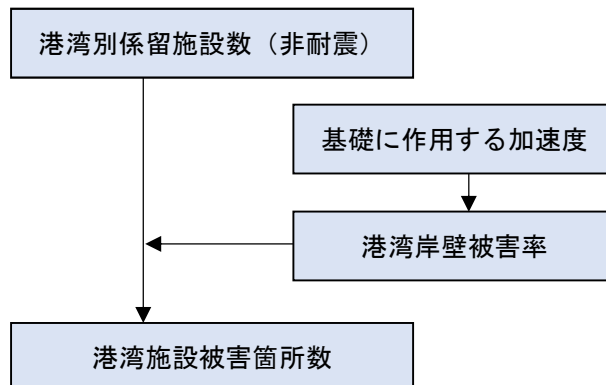 港湾別係留施設数（非耐震）
基礎に作用する加速度
港湾岸壁被害率
港湾施設被害箇所数